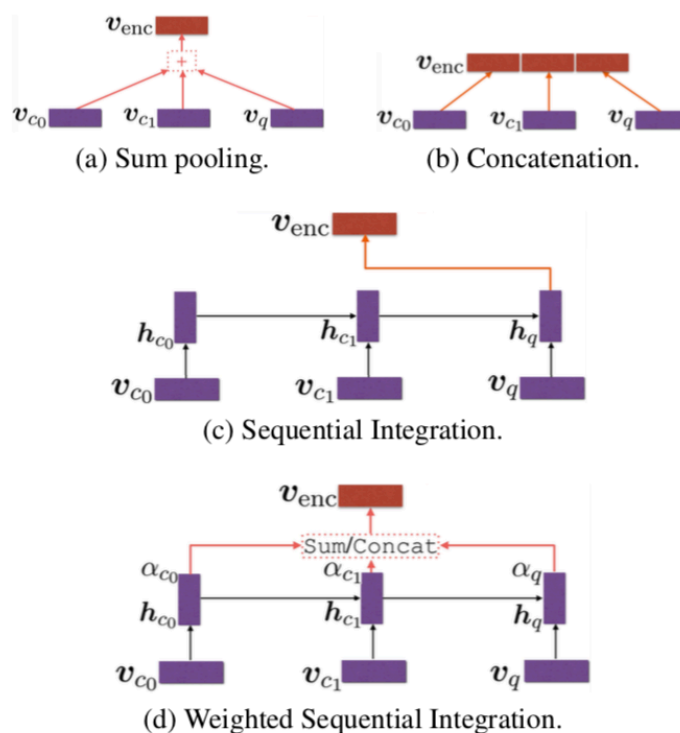 v_enc
+
v_c0 v_c1 v_q
(a) Sum pooling.
v_enc
v_c0 v_c1 v_q
(b) Concatenation.
v_enc
h_c0 h_c1 h_q
v_c0 v_c1 v_q
(c) Sequential Integration.
v_enc
Sum/Concat
α_c0 α_c1 α_q
h_c0 h_c1 h_q
v_c0 v_c1 v_q
(d) Weighted Sequential Integration.